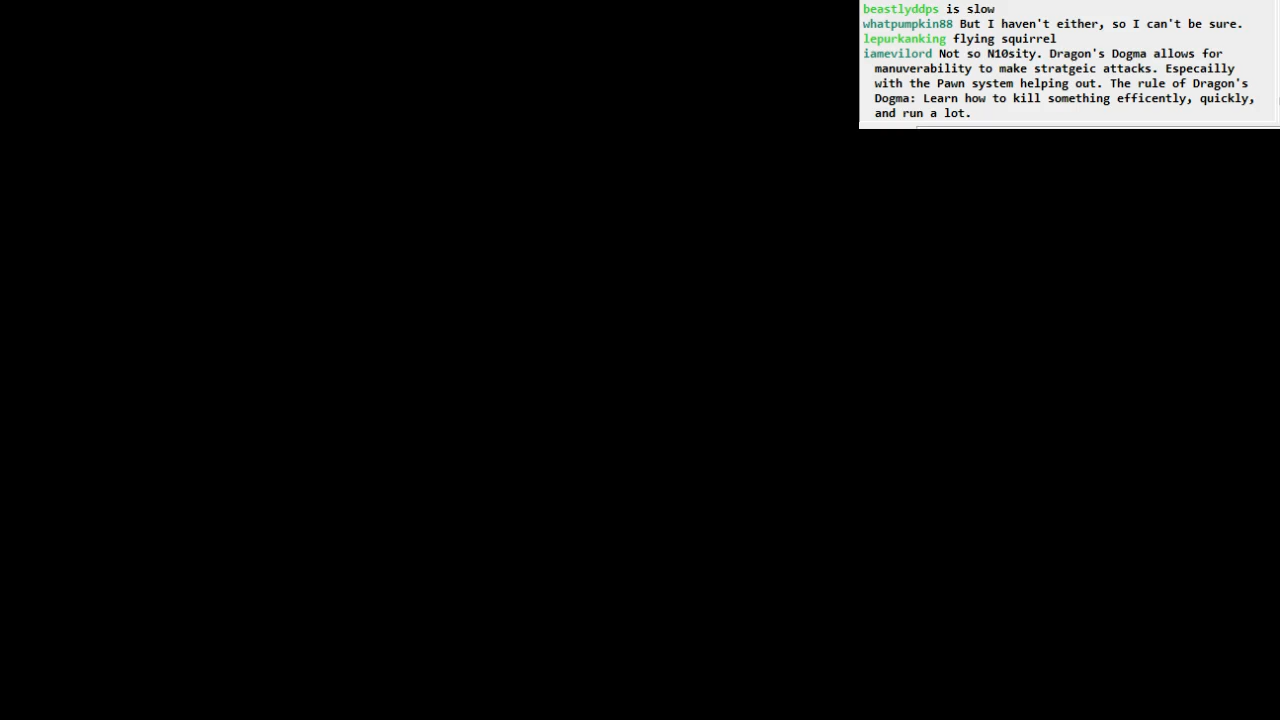 beastlyddps is slow
whatpumpkin88 But I haven't either, so I can't be sure.
lepurkanking flying squirrel
iamevilord Not so N10sity. Dragon's Dogma allows for
manuverability to make stratgeic attacks. Especailly
with the Pawn system helping out. The rule of Dragon's
Dogma: Learn how to kill something efficently, quickly,
and run a lot.